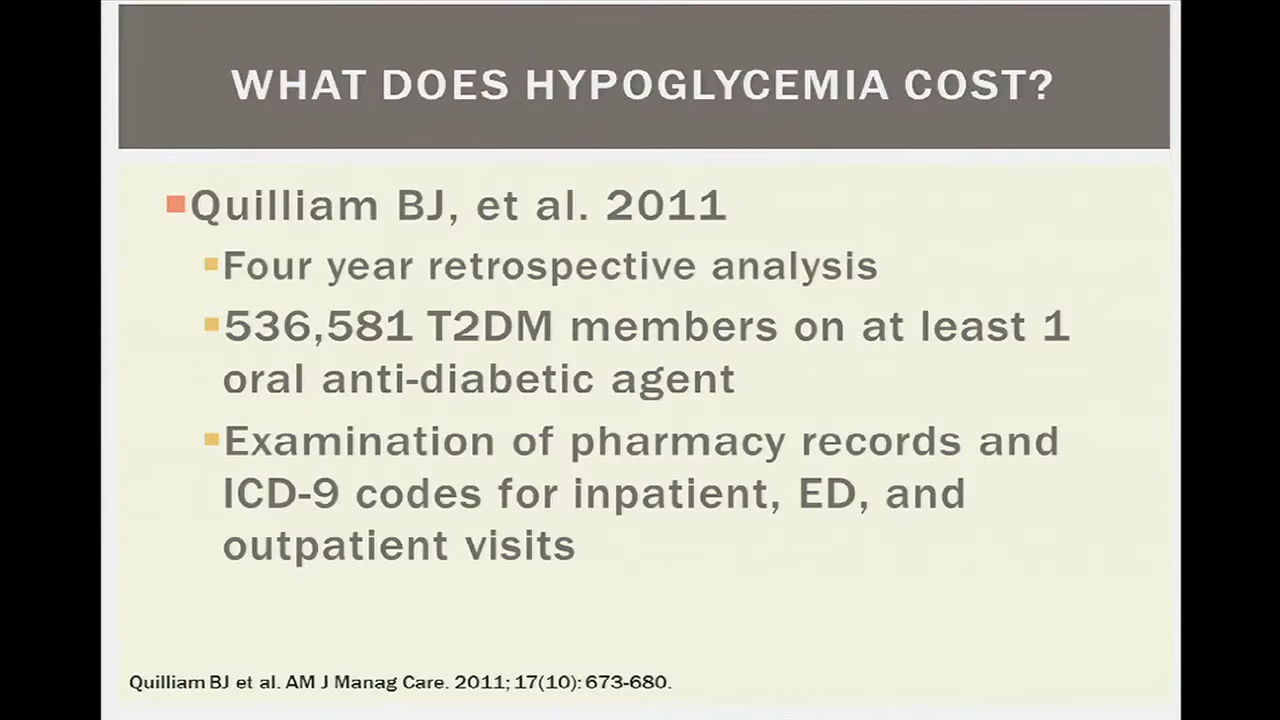 WHAT DOES HYPOGLYCEMIA COST?
Quilliam BJ, et al. 2011
Four year retrospective analysis
536,581 T2DM members on at least 1
oral anti-diabetic agent
Examination of pharmacy records and
ICD-9 codes for inpatient, ED, and
outpatient visits
Quilliam BJ et al. AM J Manag Care. 2011; 17(10): 673-680.